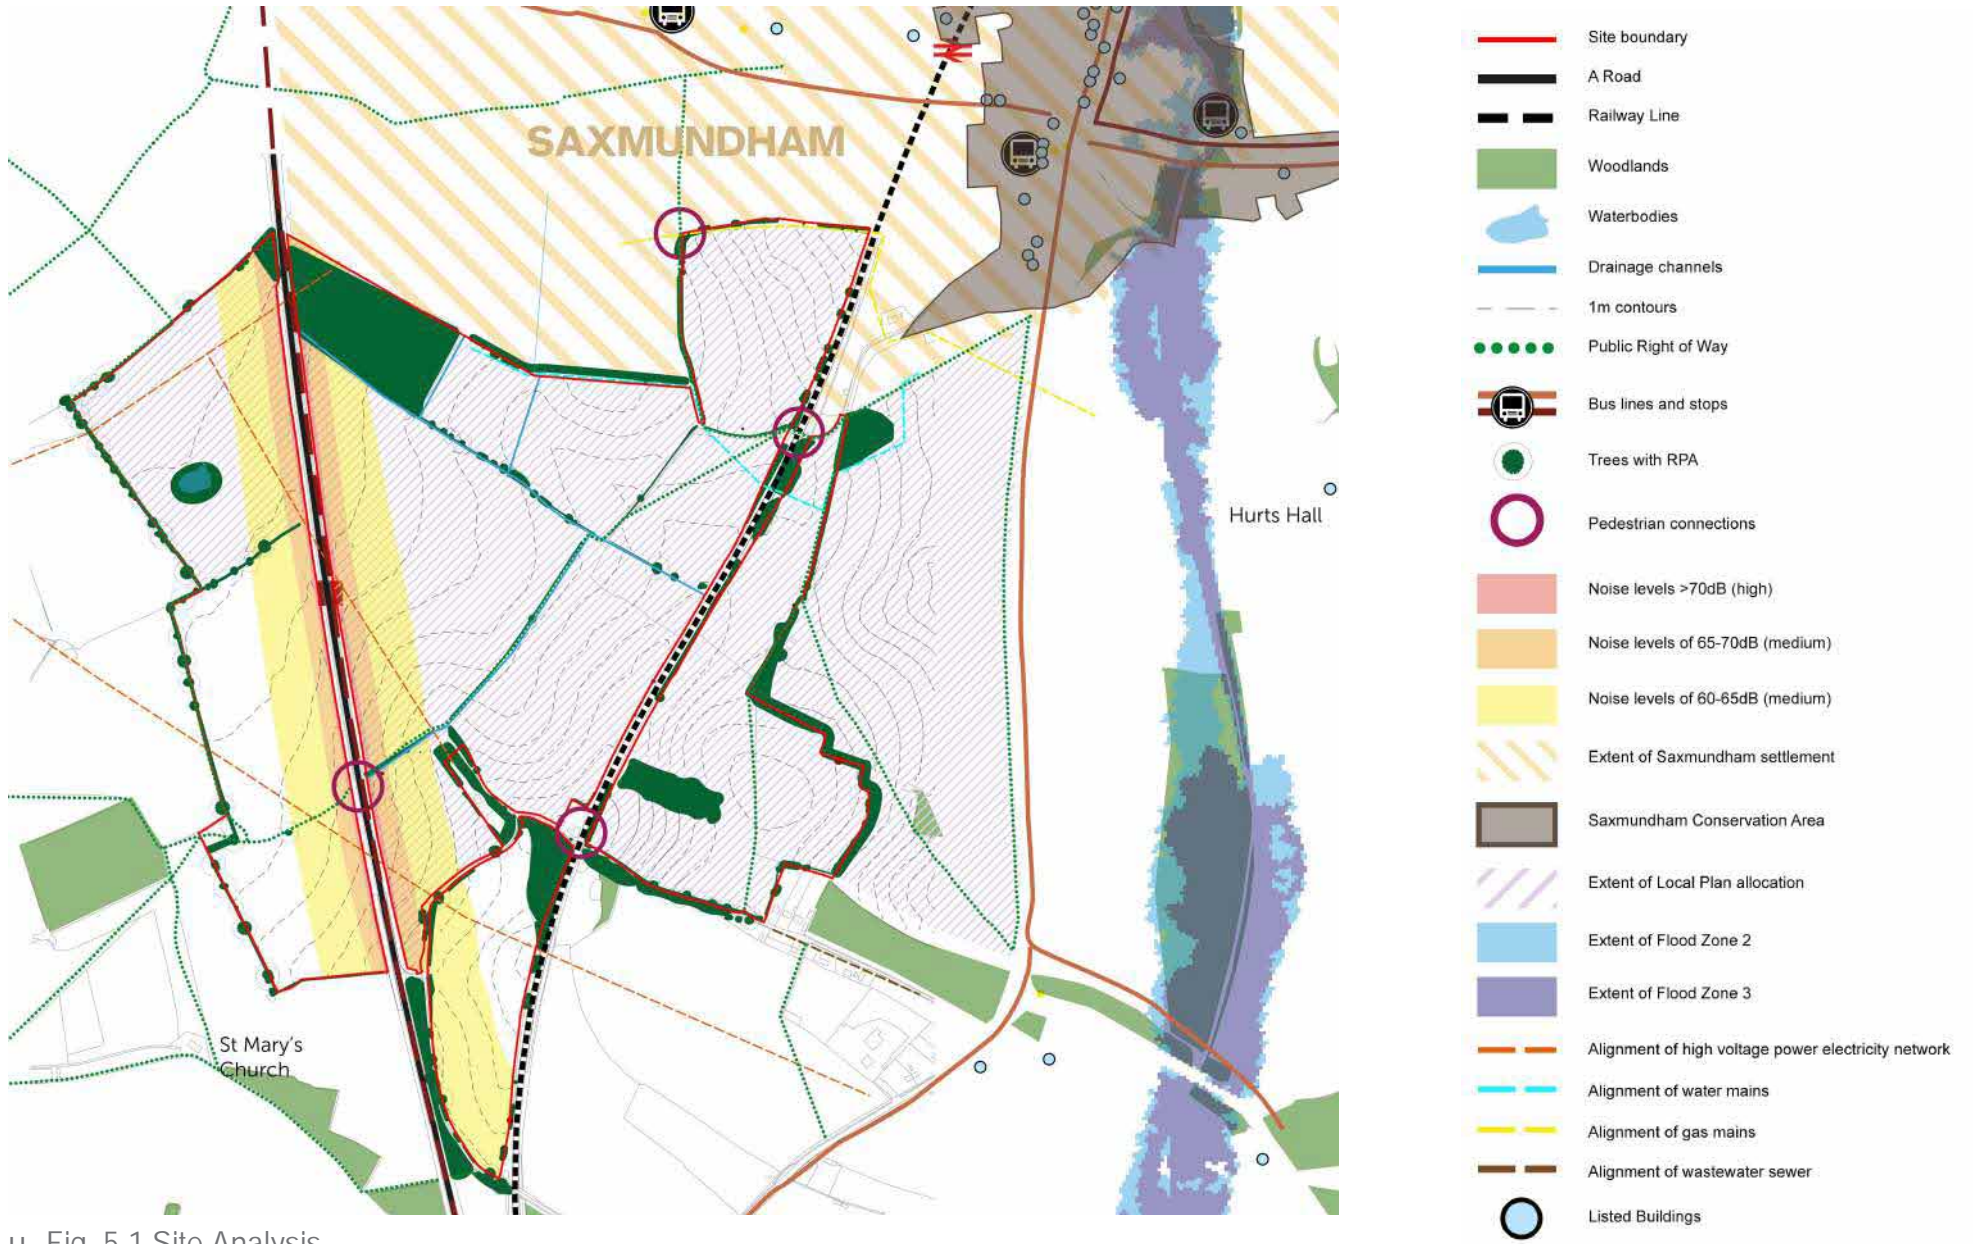 SAXMUNDHAM
Hurts Hall
St Mary's
Church
Site boundary
A Road
Railway Line
Woodlands
Waterbodies
Drainage channels
1m contours
Public Right of Way
Bus lines and stops
Trees with RPA
Pedestrian connections
Noise levels >70dB (high)
Noise levels of 65-70dB (medium)
Noise levels of 60-65dB (medium)
Extent of Saxmundham settlement
Saxmundham Conservation Area
Extent of Local Plan allocation
Extent of Flood Zone 2
Extent of Flood Zone 3
Alignment of high voltage power electricity network
Alignment of water mains
Alignment of gas mains
Alignment of wastewater sewer
Listed Buildings
u Fig. 5.1 Site Analysis